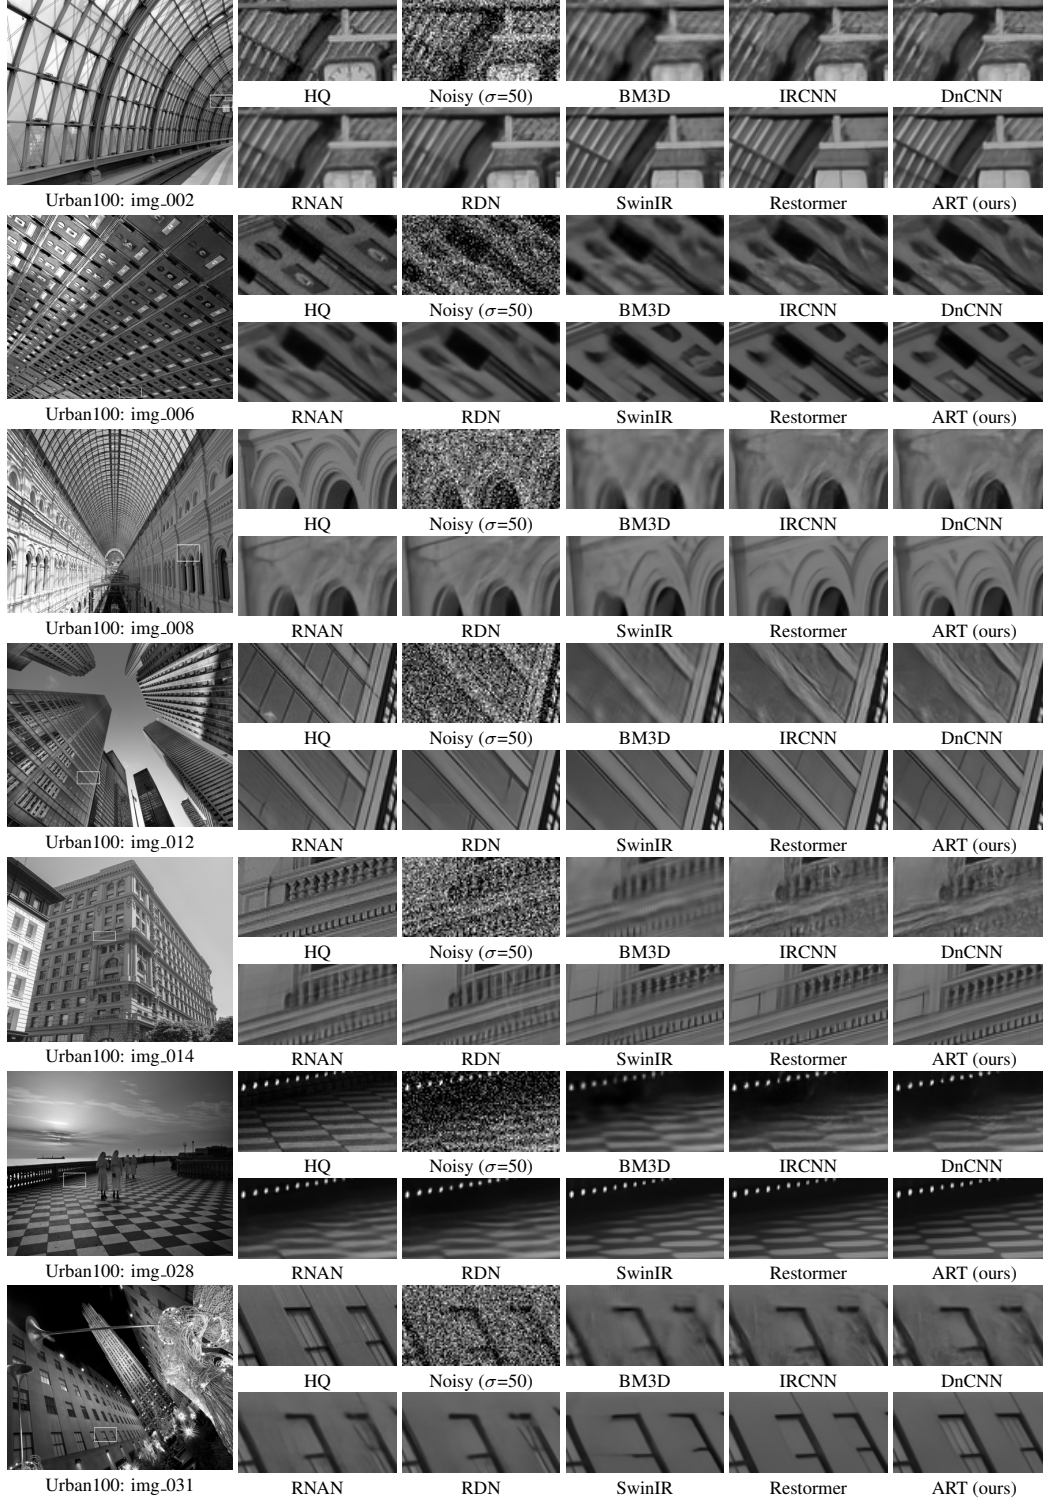 HQ Noisy (σ=50) BM3D IRCNN DnCNN
Urban100: img_002 RNAN RDN SwinIR Restormer ART (ours)
HQ Noisy (σ=50) BM3D IRCNN DnCNN
Urban100: img_006 RNAN RDN SwinIR Restormer ART (ours)
HQ Noisy (σ=50) BM3D IRCNN DnCNN
Urban100: img_008 RNAN RDN SwinIR Restormer ART (ours)
HQ Noisy (σ=50) BM3D IRCNN DnCNN
Urban100: img_012 RNAN RDN SwinIR Restormer ART (ours)
HQ Noisy (σ=50) BM3D IRCNN DnCNN
Urban100: img_014 RNAN RDN SwinIR Restormer ART (ours)
HQ Noisy (σ=50) BM3D IRCNN DnCNN
Urban100: img_028 RNAN RDN SwinIR Restormer ART (ours)
HQ Noisy (σ=50) BM3D IRCNN DnCNN
Urban100: img_031 RNAN RDN SwinIR Restormer ART (ours)